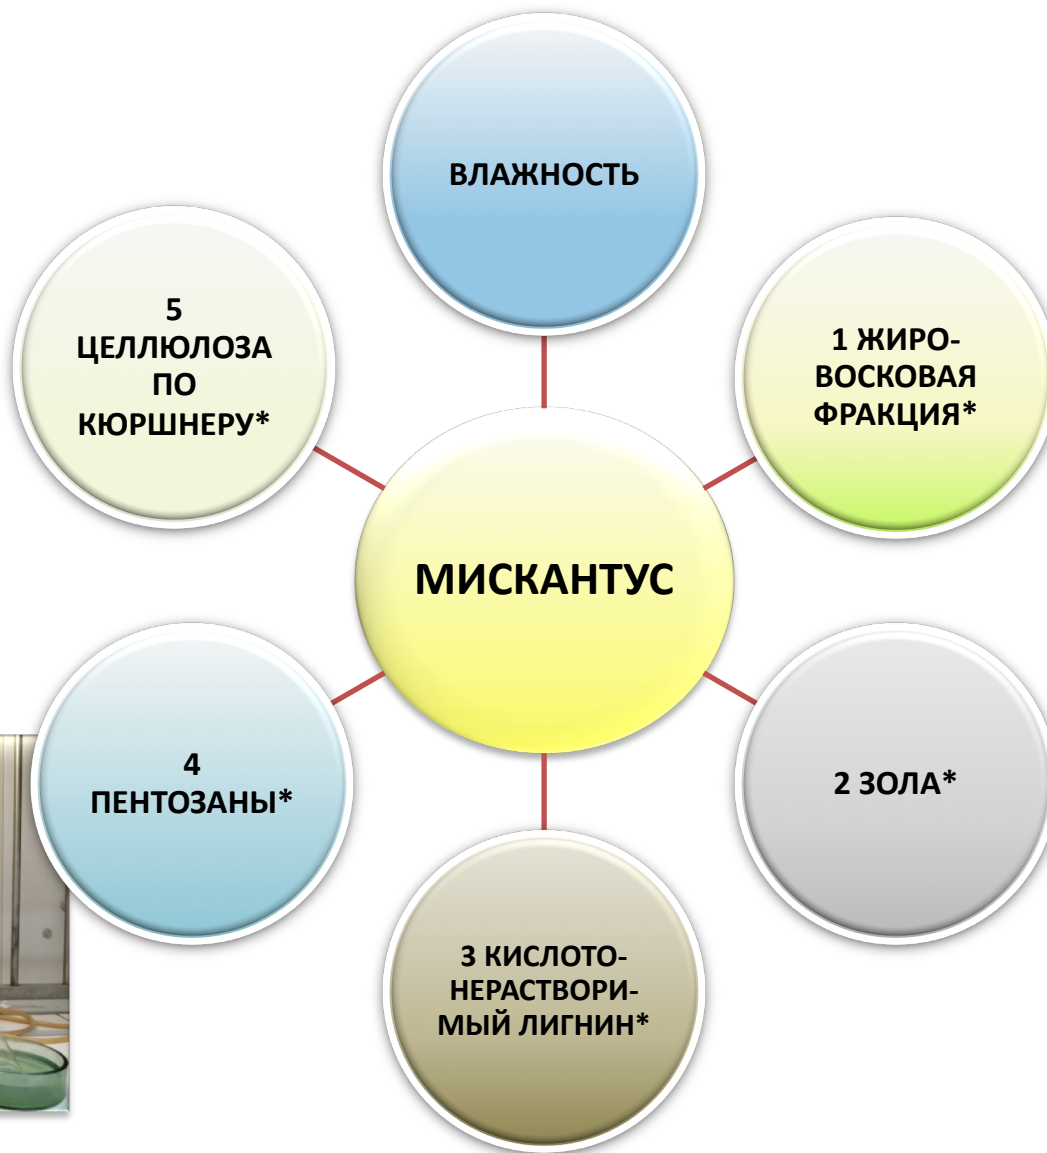 ВЛАЖНОСТЬ
1 ЖИРО-
ВОСКОВАЯ
ФРАКЦИЯ*
5
ЦЕЛЛЮЛОЗА
ПО
КЮРШНЕРУ*
МИСКАНТУС
4
ПЕНТОЗАНЫ*
2 ЗОЛА*
3 КИСЛОТО-
НЕРАСТВОРИ-
МЫЙ ЛИГНИН*